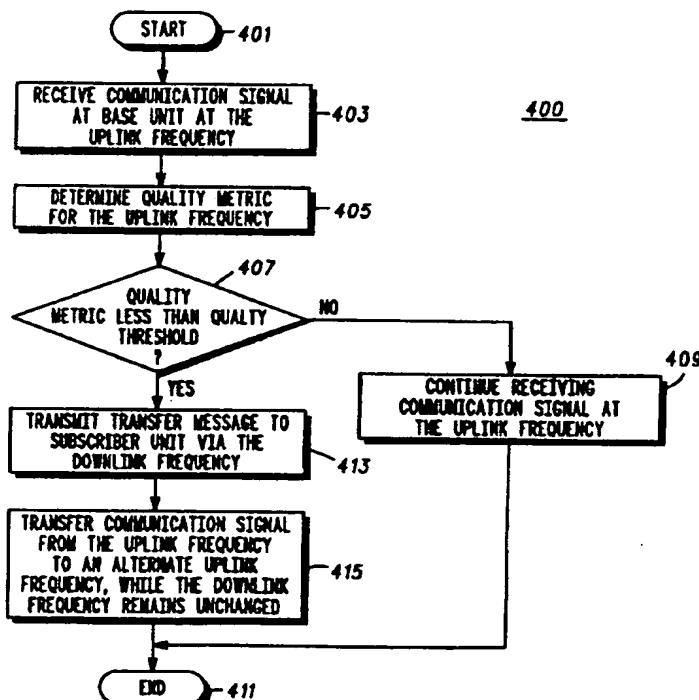 START
401
RECEIVE COMMUNICATION SIGNAL
AT BASE UNIT AT THE
UPLINK FREQUENCY
403
400
DETERMINE QUALITY METRIC
FOR THE UPLINK FREQUENCY
405
407
QUALITY
METRIC LESS THAN QUALTY
THRESHOLD
?
NO
YES
409
CONTINUE RECEIVING
COMMUNICATION SIGNAL AT
THE UPLINK FREQUENCY
TRANSMIT TRANSFER MESSAGE TO
SUBSCRIBER UNIT VIA THE
DOWNLINK FREQUENCY
413
TRANSFER COMMUNICATION SIGNAL
FROM THE UPLINK FREQUENCY
TO AN ALTERNATE UPLINK
FREQUENCY, WHILE THE DOWNLINK
FREQUENCY REMAINS UNCHANGED
415
END
411